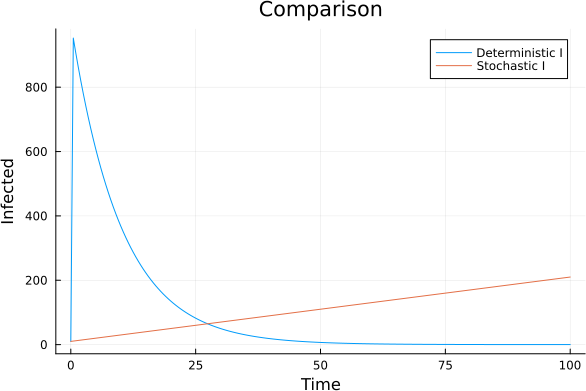 Comparison
Deterministic I
Stochastic I
Infected
800
600
400
200
0
0 25 50 75 100
Time